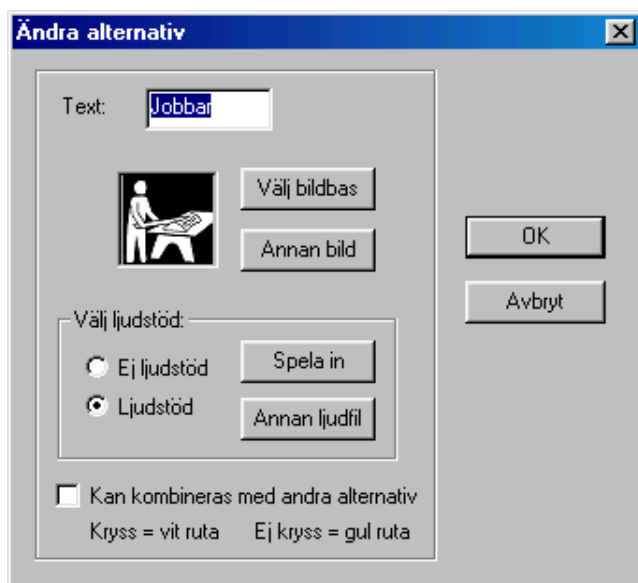 Ändra alternativ
Text: Jobbar
Välj bildbas
Annan bild
OK
Avbryt
Välj ljudstöd:
Ej ljudstöd
Spela in
Ljudstöd
Annan ljudfil
Kan kombineras med andra alternativ
Kryss = vit ruta Ej kryss = gul ruta